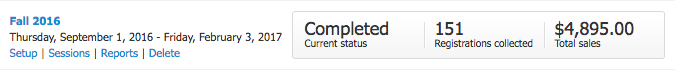 Fall 2016
Thursday, September 1, 2016 - Friday, February 3, 2017
Setup | Sessions | Reports | Delete
Completed
Current status
151
Registrations collected
$4,895.00
Total sales